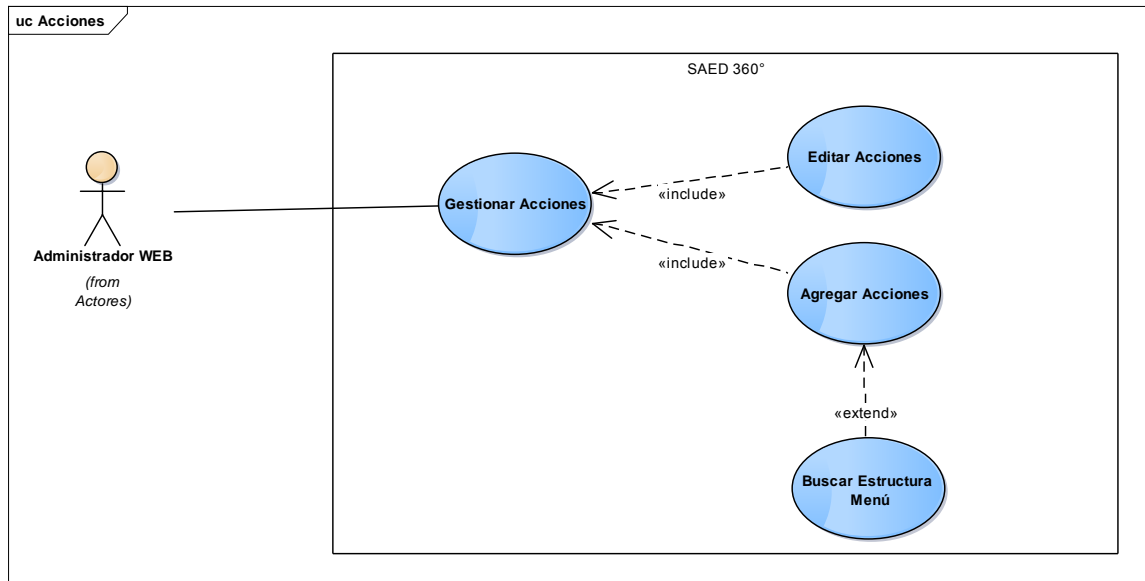 uc Acciones
SAED 360°
Editar Acciones
Gestionar Acciones
«include»
«include»
Administrador WEB
(from
Actores)
Agregar Acciones
«extend»
Buscar Estructura
Menú